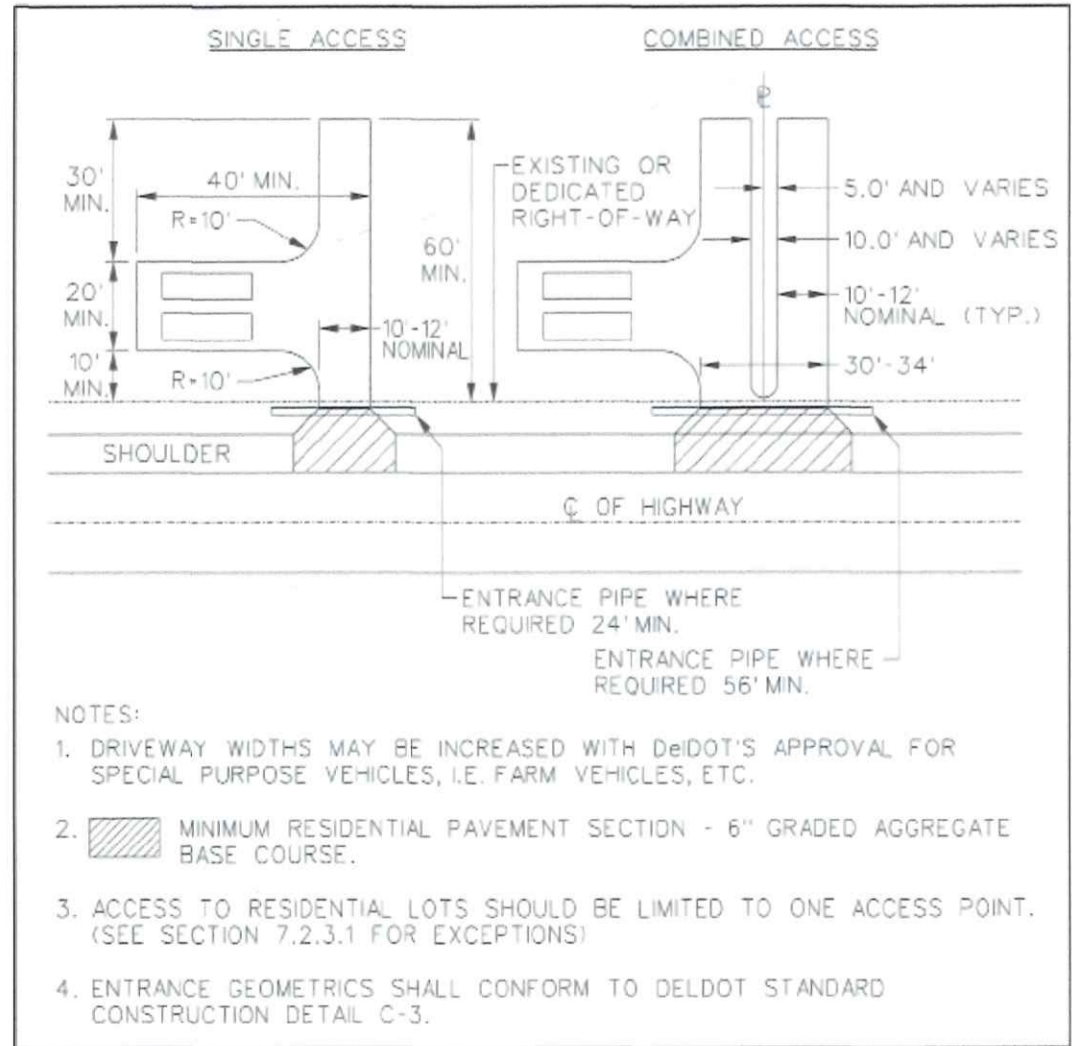 SINGLE ACCESS
COMBINED ACCESS
℄
30'
MIN.
40' MIN.
R=10'
20'
MIN.
10'
MIN.
R=10'
60'
MIN.
10'-12'
NOMINAL
EXISTING OR
DEDICATED
RIGHT-OF-WAY
5.0' AND VARIES
10.0' AND VARIES
10'-12'
NOMINAL (TYP.)
30'-34'
SHOULDER
℄ OF HIGHWAY
ENTRANCE PIPE WHERE
REQUIRED 24' MIN.
ENTRANCE PIPE WHERE
REQUIRED 56' MIN.
NOTES:
1. DRIVEWAY WIDTHS MAY BE INCREASED WITH DelDOT'S APPROVAL FOR
SPECIAL PURPOSE VEHICLES, I.E. FARM VEHICLES, ETC.
2. MINIMUM RESIDENTIAL PAVEMENT SECTION - 6" GRADED AGGREGATE
BASE COURSE.
3. ACCESS TO RESIDENTIAL LOTS SHOULD BE LIMITED TO ONE ACCESS POINT.
(SEE SECTION 7.2.3.1 FOR EXCEPTIONS)
4. ENTRANCE GEOMETRICS SHALL CONFORM TO DELDOT STANDARD
CONSTRUCTION DETAIL C-3.